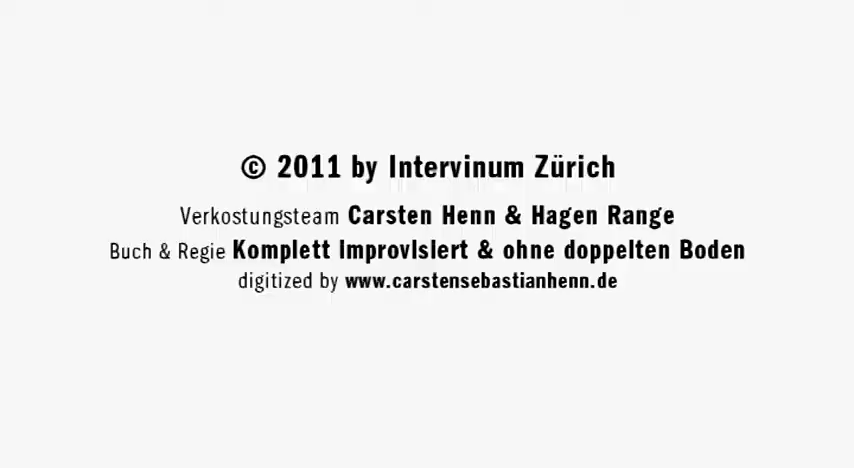 © 2011 by Intervinum Zürich
Verkostungsteam Carsten Henn & Hagen Range
Buch & Regie Komplett Improvisiert & ohne doppelten Boden
digitized by www.carstensebastianhenn.de